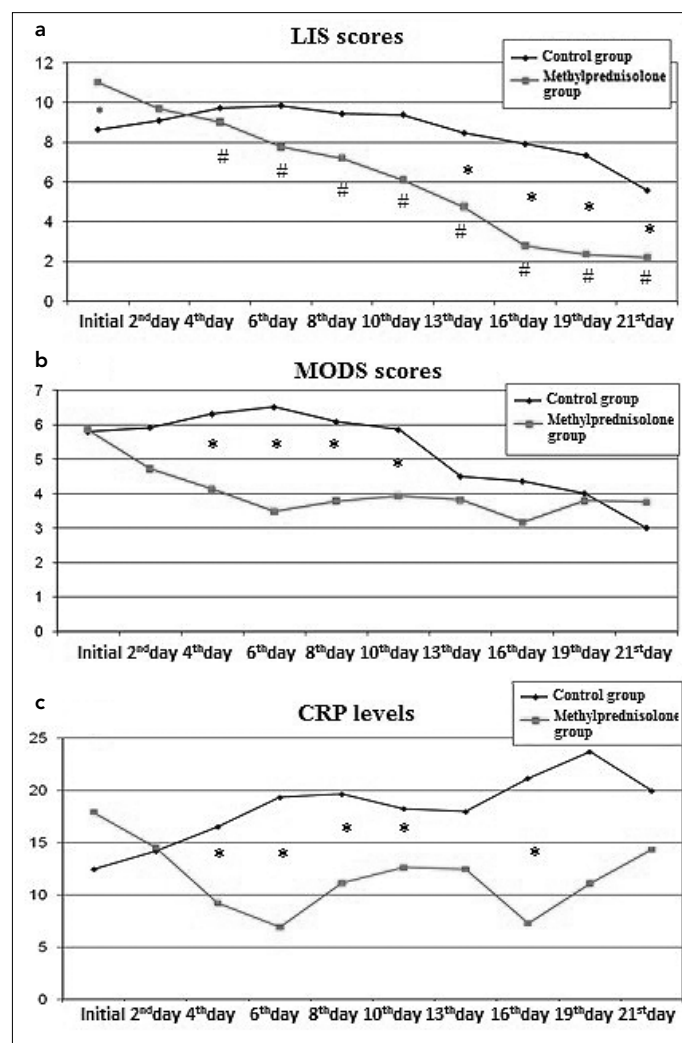 a
LIS scores
Control group
Methylprednisolone
group
12
10
8
6
4
2
0
*
# # # # # # # #
* * * *
Initial 2nd day 4th day 6th day 8th day 10th day 13th day 16th day 19th day 21st day
b
MODS scores
Control group
Methylprednisolone
group
7
6
5
4
3
2
1
0
* * * *
Initial 2nd day 4th day 6th day 8th day 10th day 13th day 16th day 19th day 21st day
c
CRP levels
Control group
Methylprednisolone
group
25
20
15
10
5
0
* * * * *
Initial 2nd day 4th day 6th day 8th day 10th day 13th day 16th day 19th day 21st day